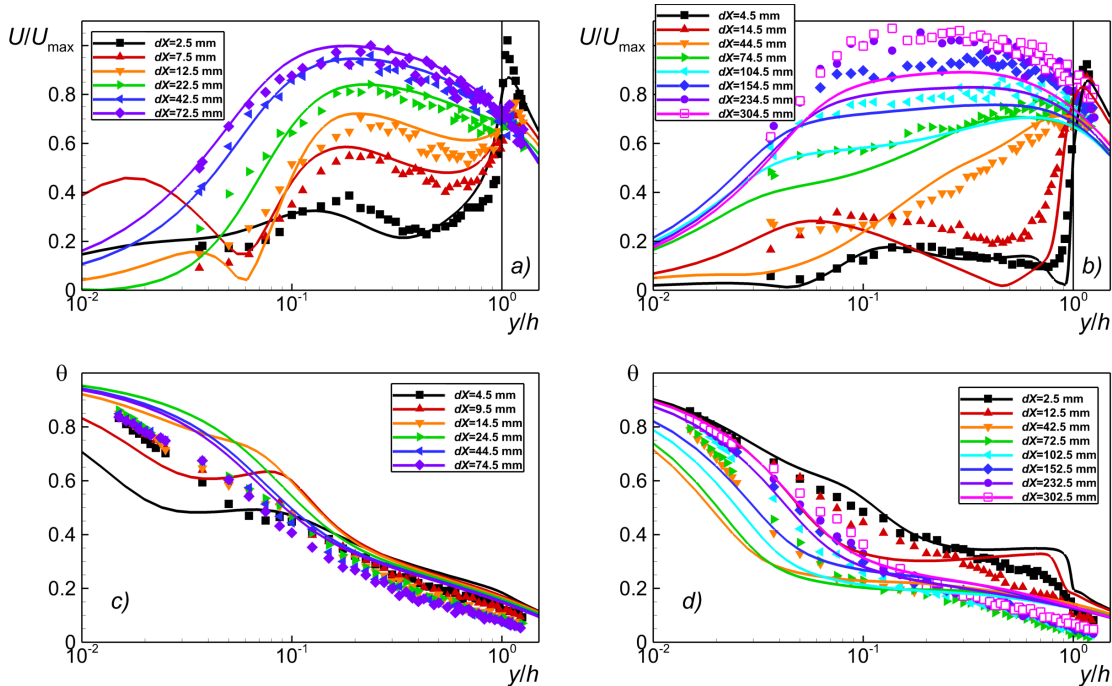 U/Umax
1
0.8
0.6
0.4
0.2
0
10-2
10-1
100
y/h
a)
dX=2.5 mm
dX=7.5 mm
dX=12.5 mm
dX=22.5 mm
dX=42.5 mm
dX=72.5 mm
U/Umax
1
0.8
0.6
0.4
0.2
0
10-2
10-1
100
y/h
b)
dX=4.5 mm
dX=14.5 mm
dX=44.5 mm
dX=74.5 mm
dX=104.5 mm
dX=154.5 mm
dX=234.5 mm
dX=304.5 mm
θ
1
0.8
0.6
0.4
0.2
0
10-2
10-1
100
y/h
c)
dX=4.5 mm
dX=9.5 mm
dX=14.5 mm
dX=24.5 mm
dX=44.5 mm
dX=74.5 mm
θ
1
0.8
0.6
0.4
0.2
0
10-2
10-1
100
y/h
d)
dX=2.5 mm
dX=12.5 mm
dX=42.5 mm
dX=72.5 mm
dX=102.5 mm
dX=152.5 mm
dX=232.5 mm
dX=302.5 mm